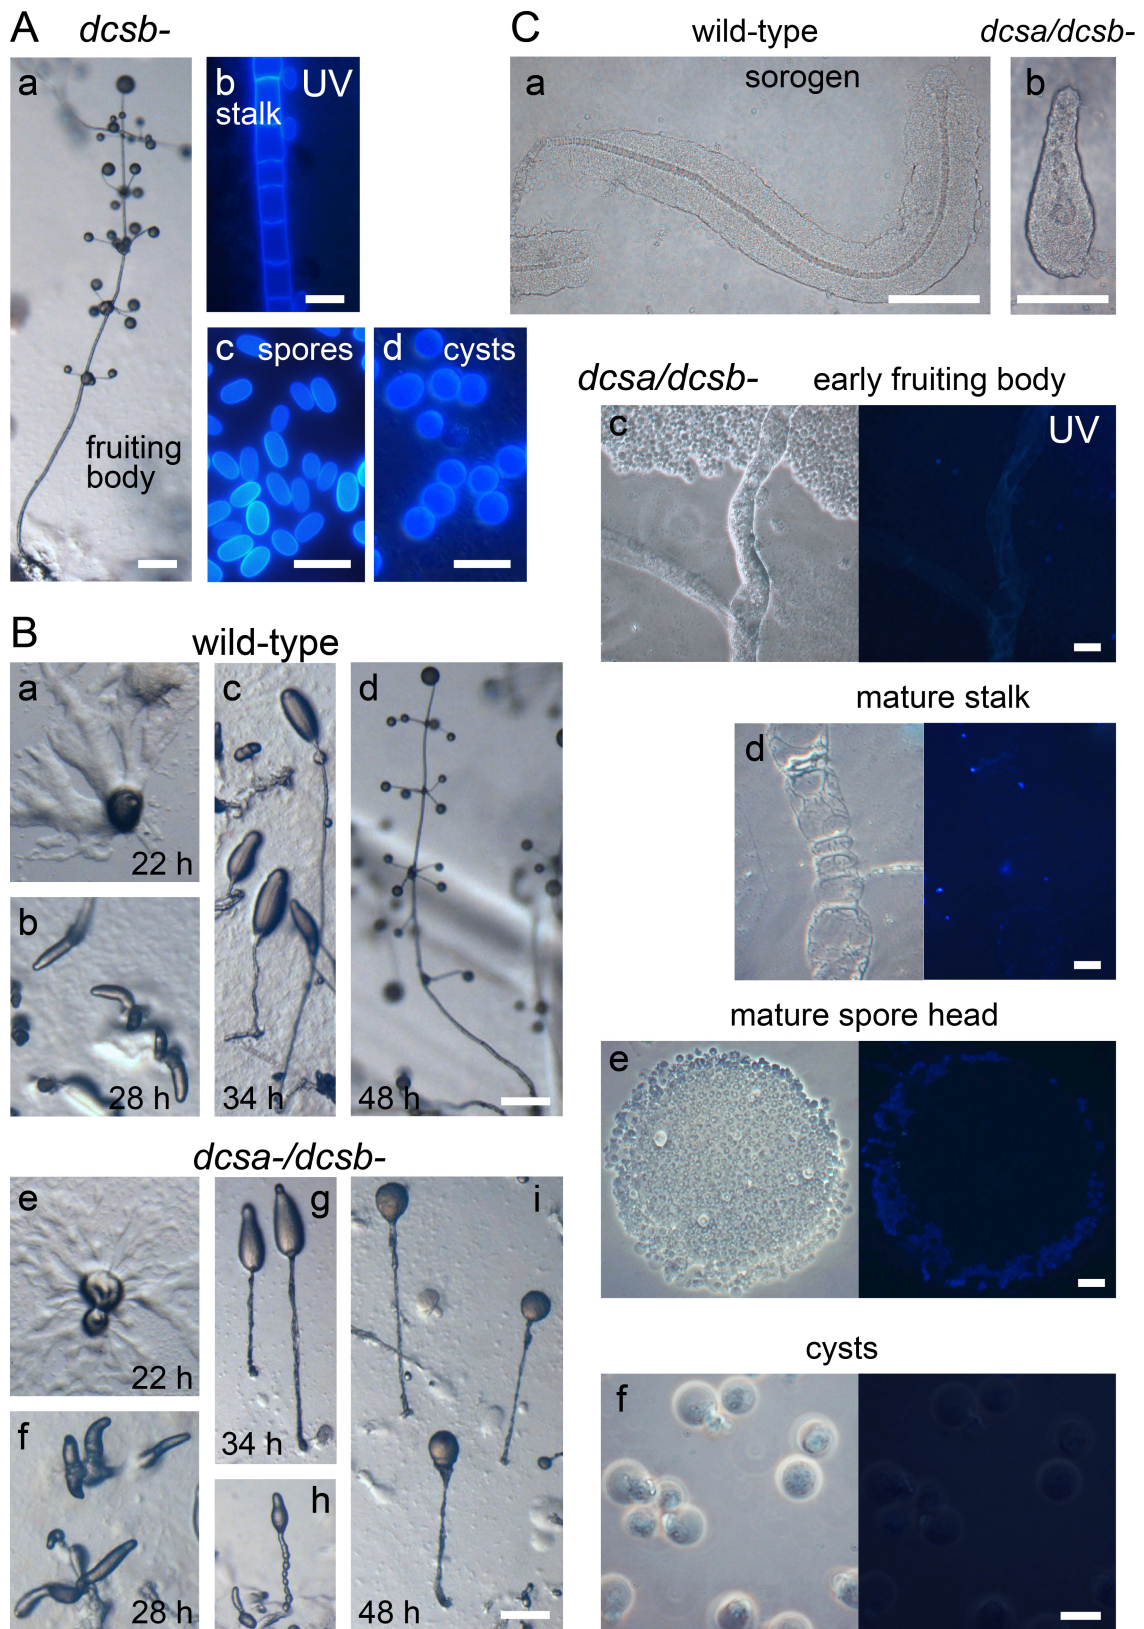 A
dcsb-
a
b
UV
stalk
c
spores
d
cysts
fruiting
body
B
wild-type
a
22 h
b
28 h
c
34 h
d
48 h
dcsa-/dcsb-
e
22 h
f
28 h
g
34 h
h
i
48 h
C
wild-type
dcsa/dcsb-
a
sorogen
b
dcsa/dcsb-
early fruiting body
c
UV
mature stalk
d
mature spore head
e
cysts
f